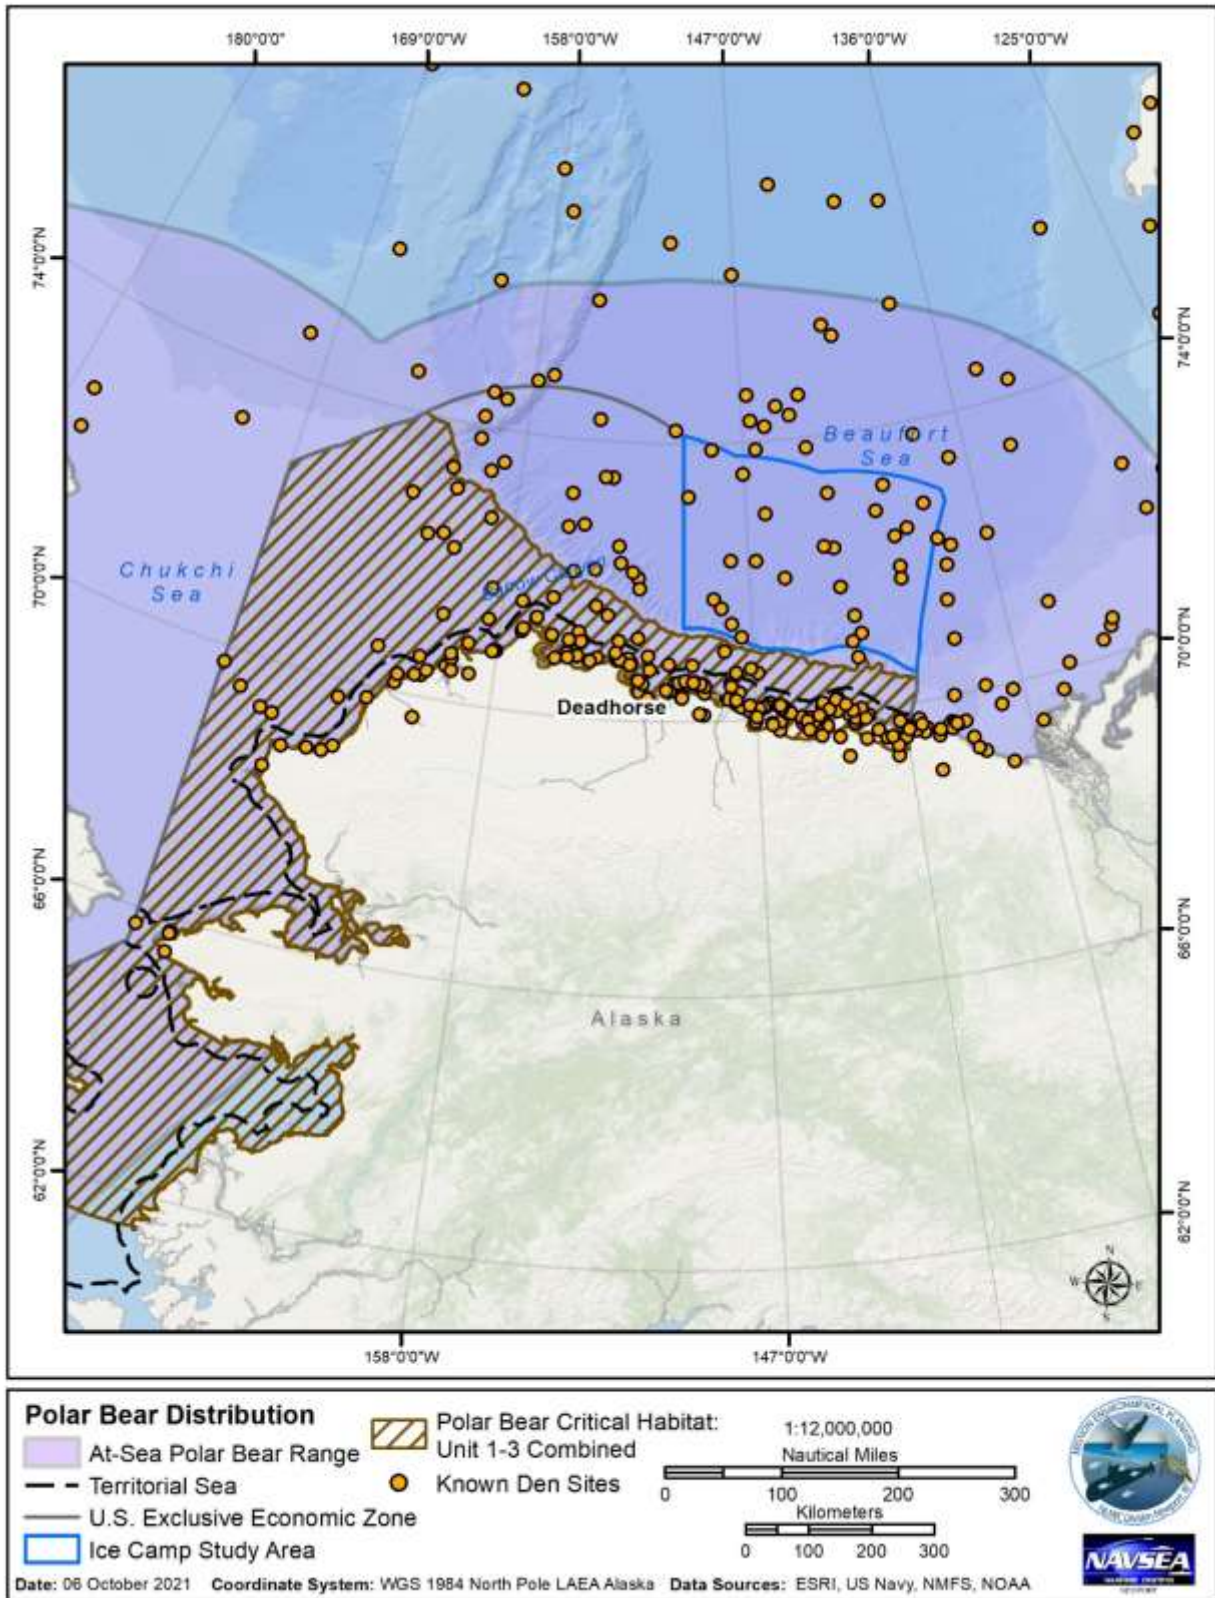 180°0'0" 169°0'0"W 158°0'0"W 147°0'0"W 136°0'0"W 125°0'0"W
74°0'0"N
74°0'0"N
Beaufort
Sea
Chukchi
Sea
70°0'0"N
70°0'0"N
Deadhorse
66°0'0"N
66°0'0"N
Alaska
62°0'0"N
62°0'0"N
N
W E
S
158°0'0"W 147°0'0"W
Polar Bear Distribution
At-Sea Polar Bear Range
Territorial Sea
U.S. Exclusive Economic Zone
Ice Camp Study Area
Polar Bear Critical Habitat:
Unit 1-3 Combined
Known Den Sites
1:12,000,000
Nautical Miles
0 100 200 300
Kilometers
0 100 200 300
NAVSEA
Date: 06 October 2021 Coordinate System: WGS 1984 North Pole LAEA Alaska Data Sources: ESRI, US Navy, NMFS, NOAA